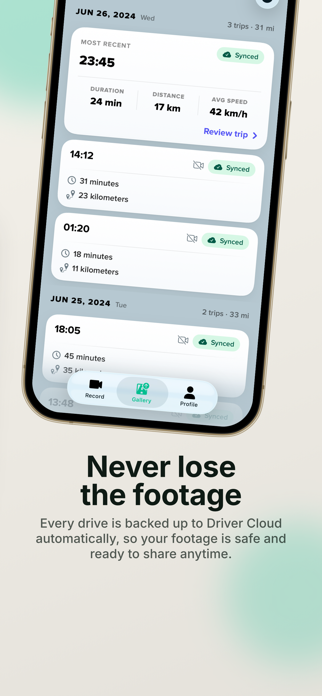 JUN 26, 2024 Wed
3 trips · 31 mi
MOST RECENT
Synced
23:45
DURATION
DISTANCE
AVG SPEED
24 min
17 km
42 km/h
Review trip
14:12
Synced
31 minutes
23 kilometers
01:20
Synced
18 minutes
11 kilometers
JUN 25, 2024 Tue
2 trips · 33 mi
18:05
Synced
45 minutes
Record
Gallery
Profile
13:48
Synced
Never lose
the footage
Every drive is backed up to Driver Cloud
automatically, so your footage is safe and
ready to share anytime.